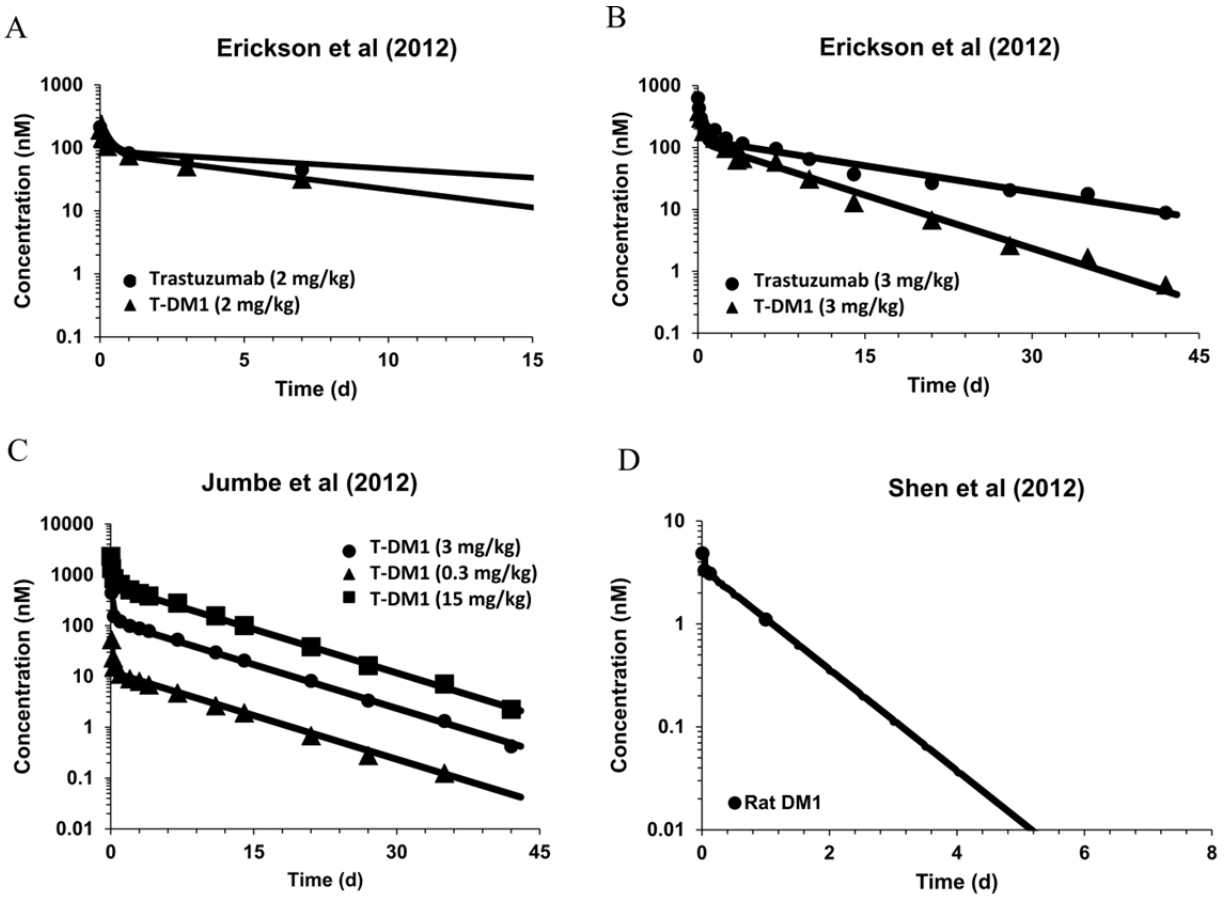 A
Erickson et al (2012)
Concentration (nM)
1000
100
10
1
0.1
Trastuzumab (2 mg/kg)
T-DM1 (2 mg/kg)
0
5
10
15
Time (d)
B
Erickson et al (2012)
Concentration (nM)
1000
100
10
1
0.1
Trastuzumab (3 mg/kg)
T-DM1 (3 mg/kg)
0
15
30
45
Time (d)
C
Jumbe et al (2012)
Concentration (nM)
10000
1000
100
10
1
0.1
0.01
T-DM1 (3 mg/kg)
T-DM1 (0.3 mg/kg)
T-DM1 (15 mg/kg)
0
15
30
45
Time (d)
D
Shen et al (2012)
Concentration (nM)
10
1
0.1
0.01
Rat DM1
0
2
4
6
8
Time (d)